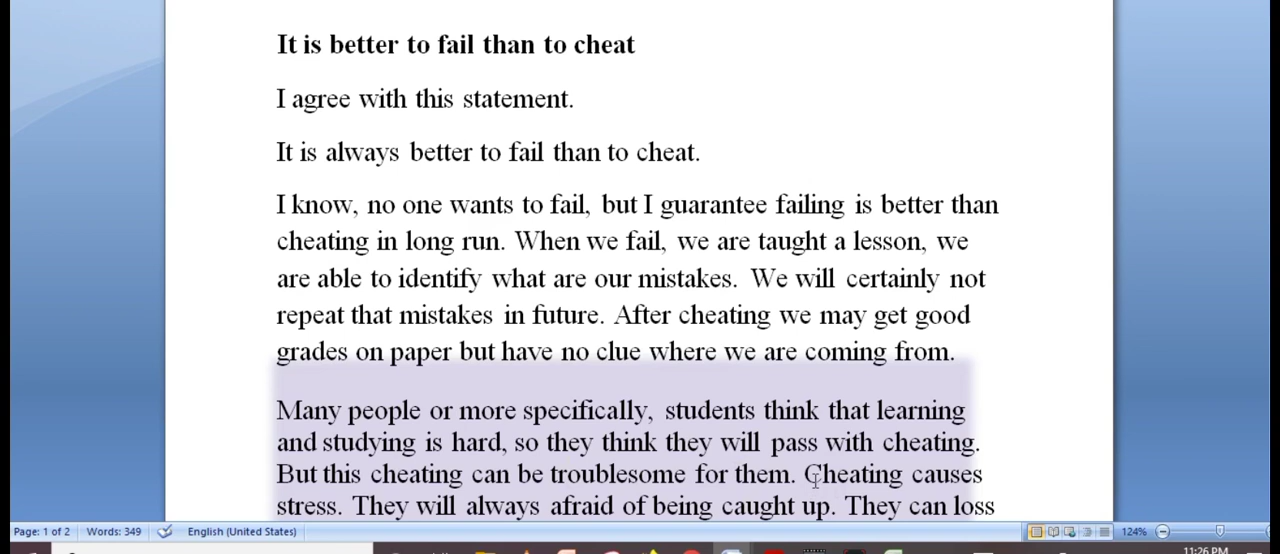 It is better to fail than to cheat
I agree with this statement.
It is always better to fail than to cheat.
I know, no one wants to fail, but I guarantee failing is better than
cheating in long run. When we fail, we are taught a lesson, we
are able to identify what are our mistakes. We will certainly not
repeat that mistakes in future. After cheating we may get good
grades on paper but have no clue where we are coming from.
Many people or more specifically, students think that learning
and studying is hard, so they think they will pass with cheating.
But this cheating can be troublesome for them. Cheating causes
stress. They will always afraid of being caught up. They can loss
Page: 1 of 2 Words: 349 English (United States) 124%
11:26 PM